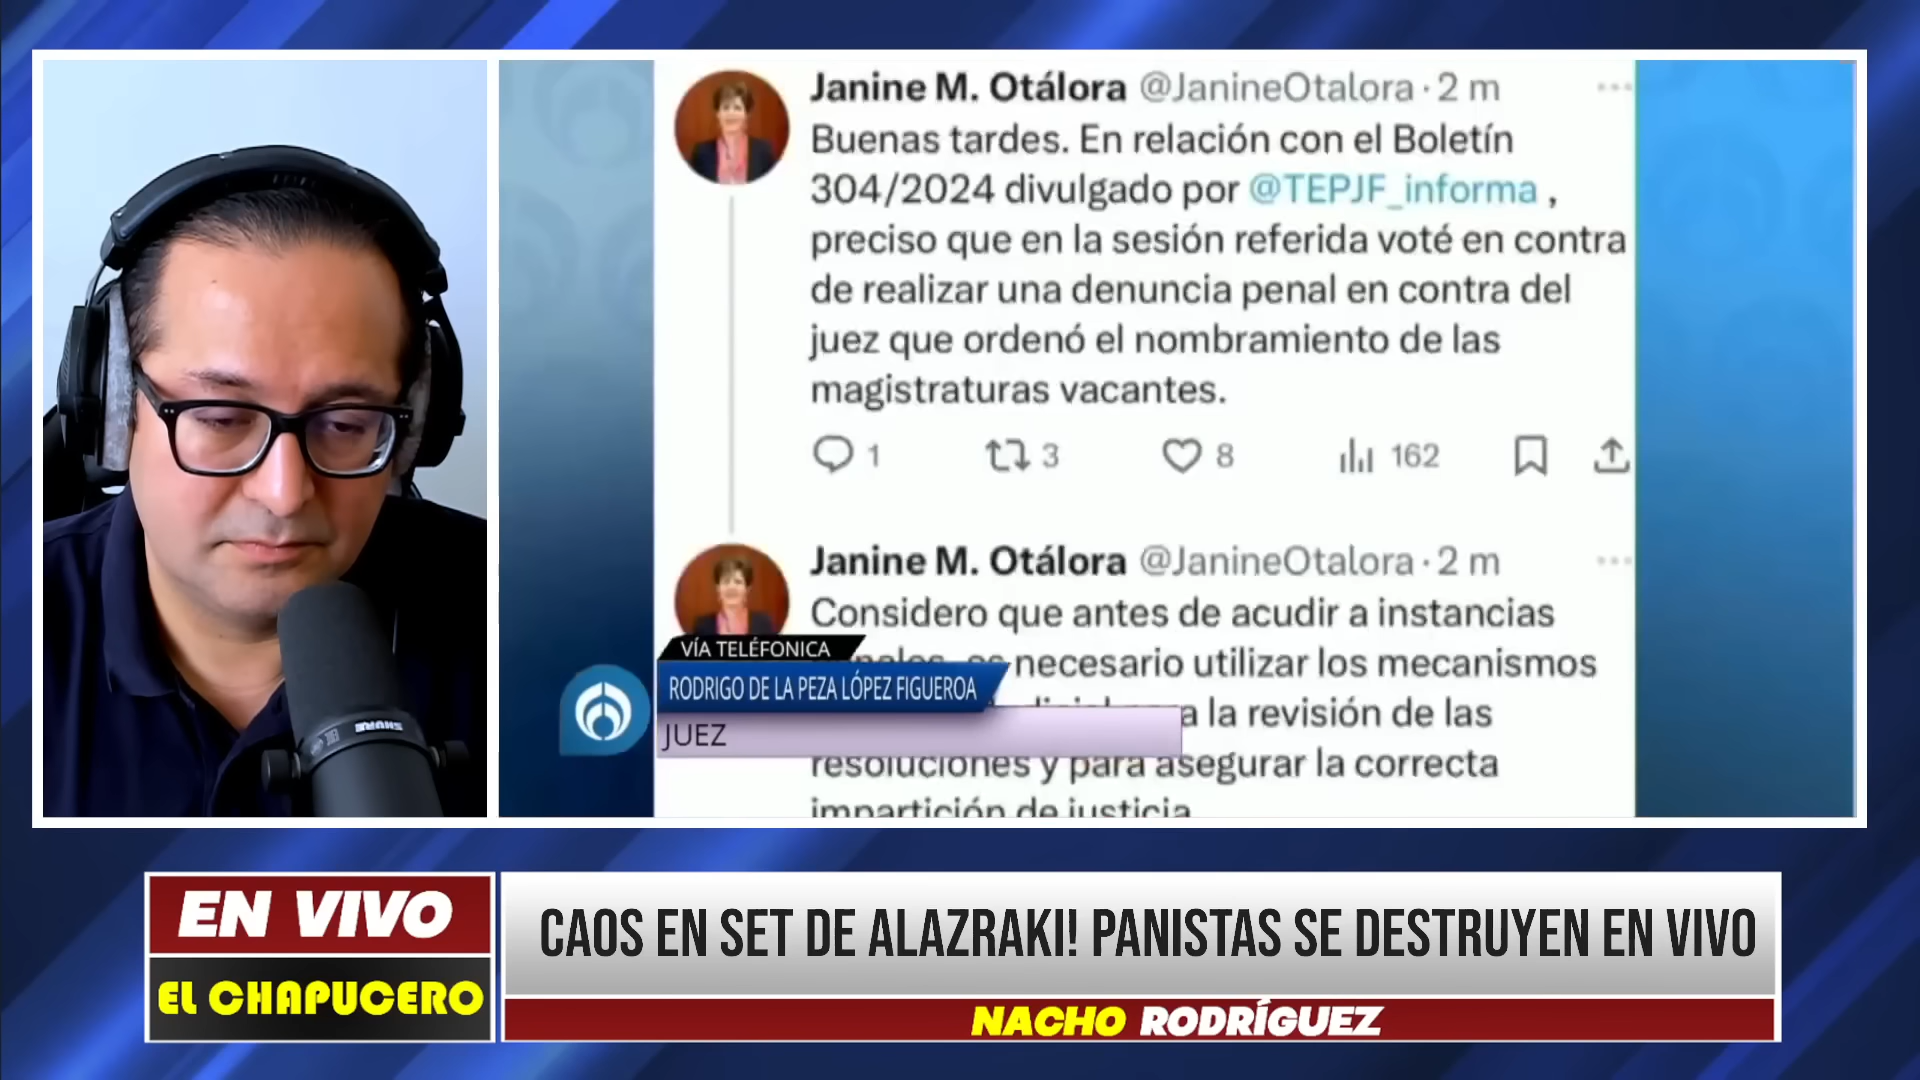 Janine M. Otálora @JanineOtalora · 2 m
Buenas tardes. En relación con el Boletín
304/2024 divulgado por @TEPJF_informa ,
preciso que en la sesión referida voté en contra
de realizar una denuncia penal en contra del
juez que ordenó el nombramiento de las
magistraturas vacantes.
1 3 8 162
Janine M. Otálora @JanineOtalora · 2 m
Considero que antes de acudir a instancias
necesario utilizar los mecanismos
a la revisión de las
resoluciones y para asegurar la correcta
impartición de justicia
VÍA TELÉFONICA
RODRIGO DE LA PEZA LÓPEZ FIGUEROA
JUEZ
SHURE
EN VIVO
EL CHAPUCERO
CAOS EN SET DE ALAZRAKI! PANISTAS SE DESTRUYEN EN VIVO
NACHO RODRÍGUEZ